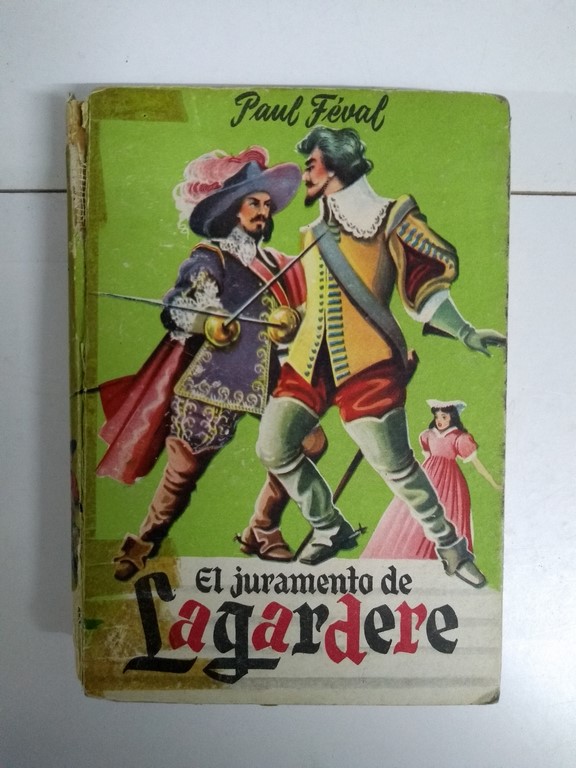 Paul Féval
El juramento de
Lagardere